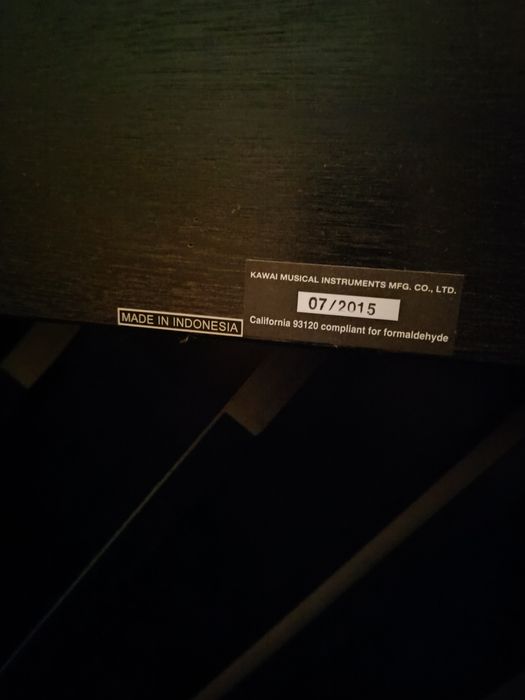 KAWAI MUSICAL INSTRUMENTS MFG. CO., LTD.
07/2015
California 93120 compliant for formaldehyde
MADE IN INDONESIA